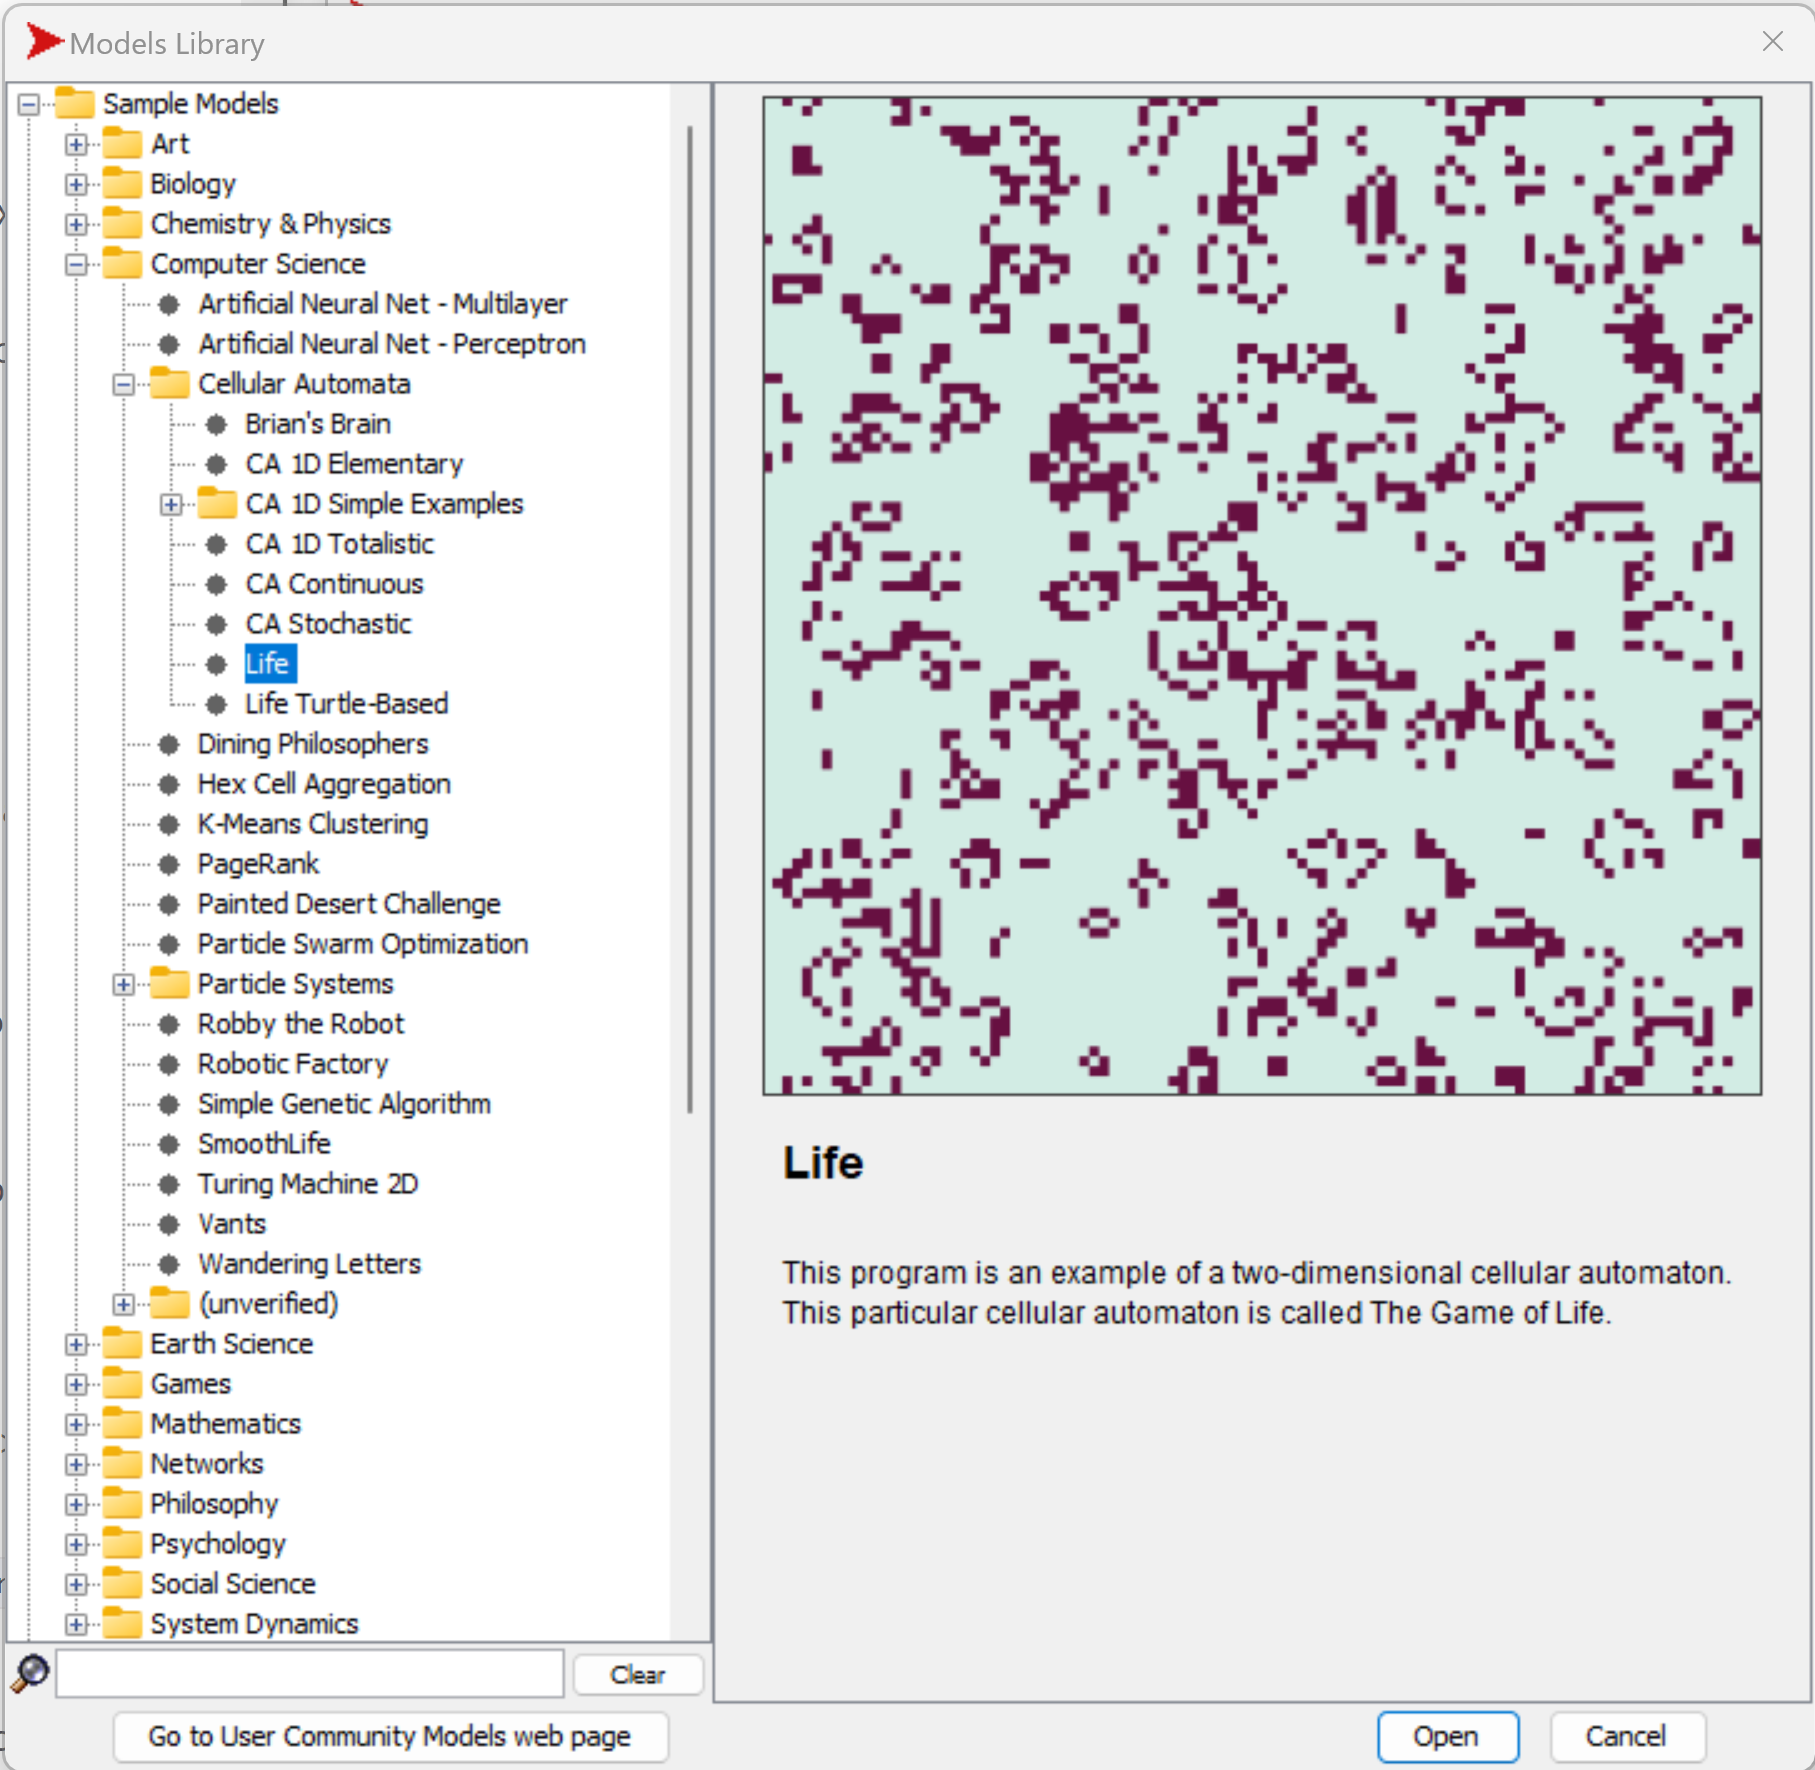 Models Library
Sample Models
Art
Biology
Chemistry & Physics
Computer Science
Artificial Neural Net - Multilayer
Artificial Neural Net - Perceptron
Cellular Automata
Brian's Brain
CA 1D Elementary
CA 1D Simple Examples
CA 1D Totalistic
CA Continuous
CA Stochastic
Life
Life Turtle-Based
Dining Philosophers
Hex Cell Aggregation
K-Means Clustering
PageRank
Painted Desert Challenge
Particle Swarm Optimization
Particle Systems
Robby the Robot
Robotic Factory
Simple Genetic Algorithm
SmoothLife
Turing Machine 2D
Vants
Wandering Letters
(unverified)
Earth Science
Games
Mathematics
Networks
Philosophy
Psychology
Social Science
System Dynamics
Clear
Go to User Community Models web page
Life
This program is an example of a two-dimensional cellular automaton.
This particular cellular automaton is called The Game of Life.
Open
Cancel